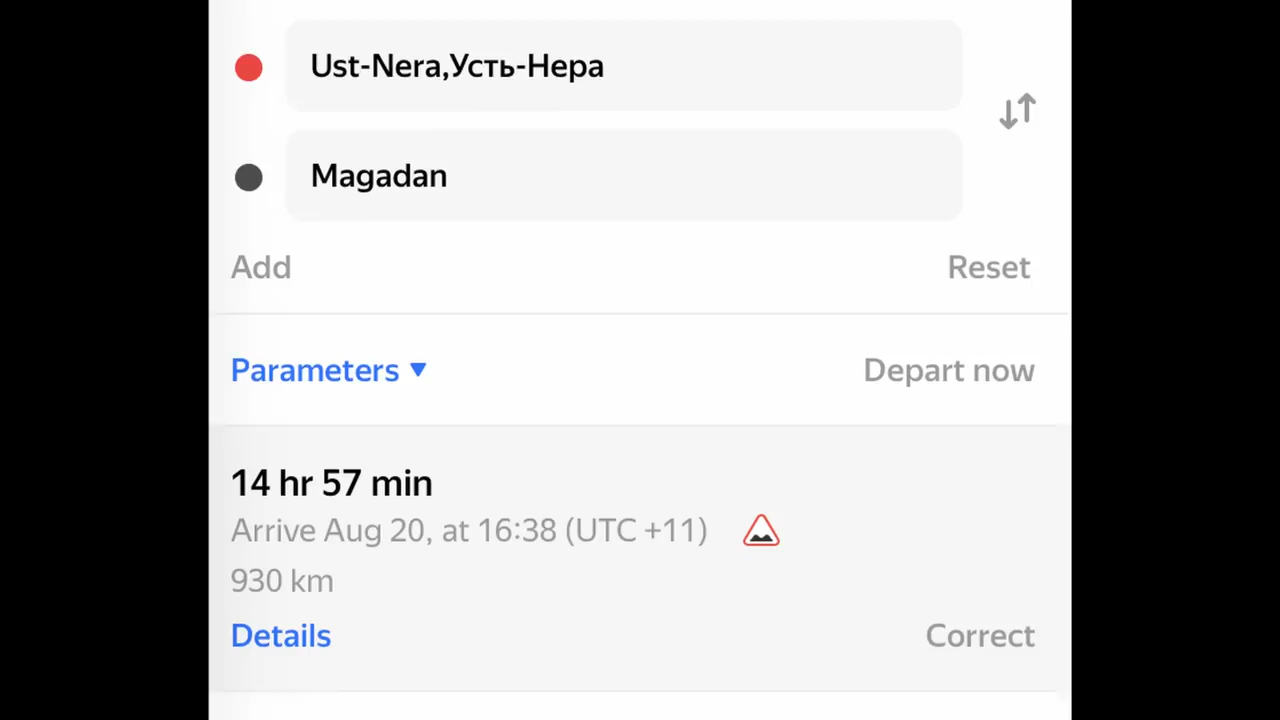 Ust-Nera,Усть-Нера
Magadan
Add
Reset
Parameters
Depart now
14 hr 57 min
Arrive Aug 20, at 16:38 (UTC +11)
930 km
Details
Correct